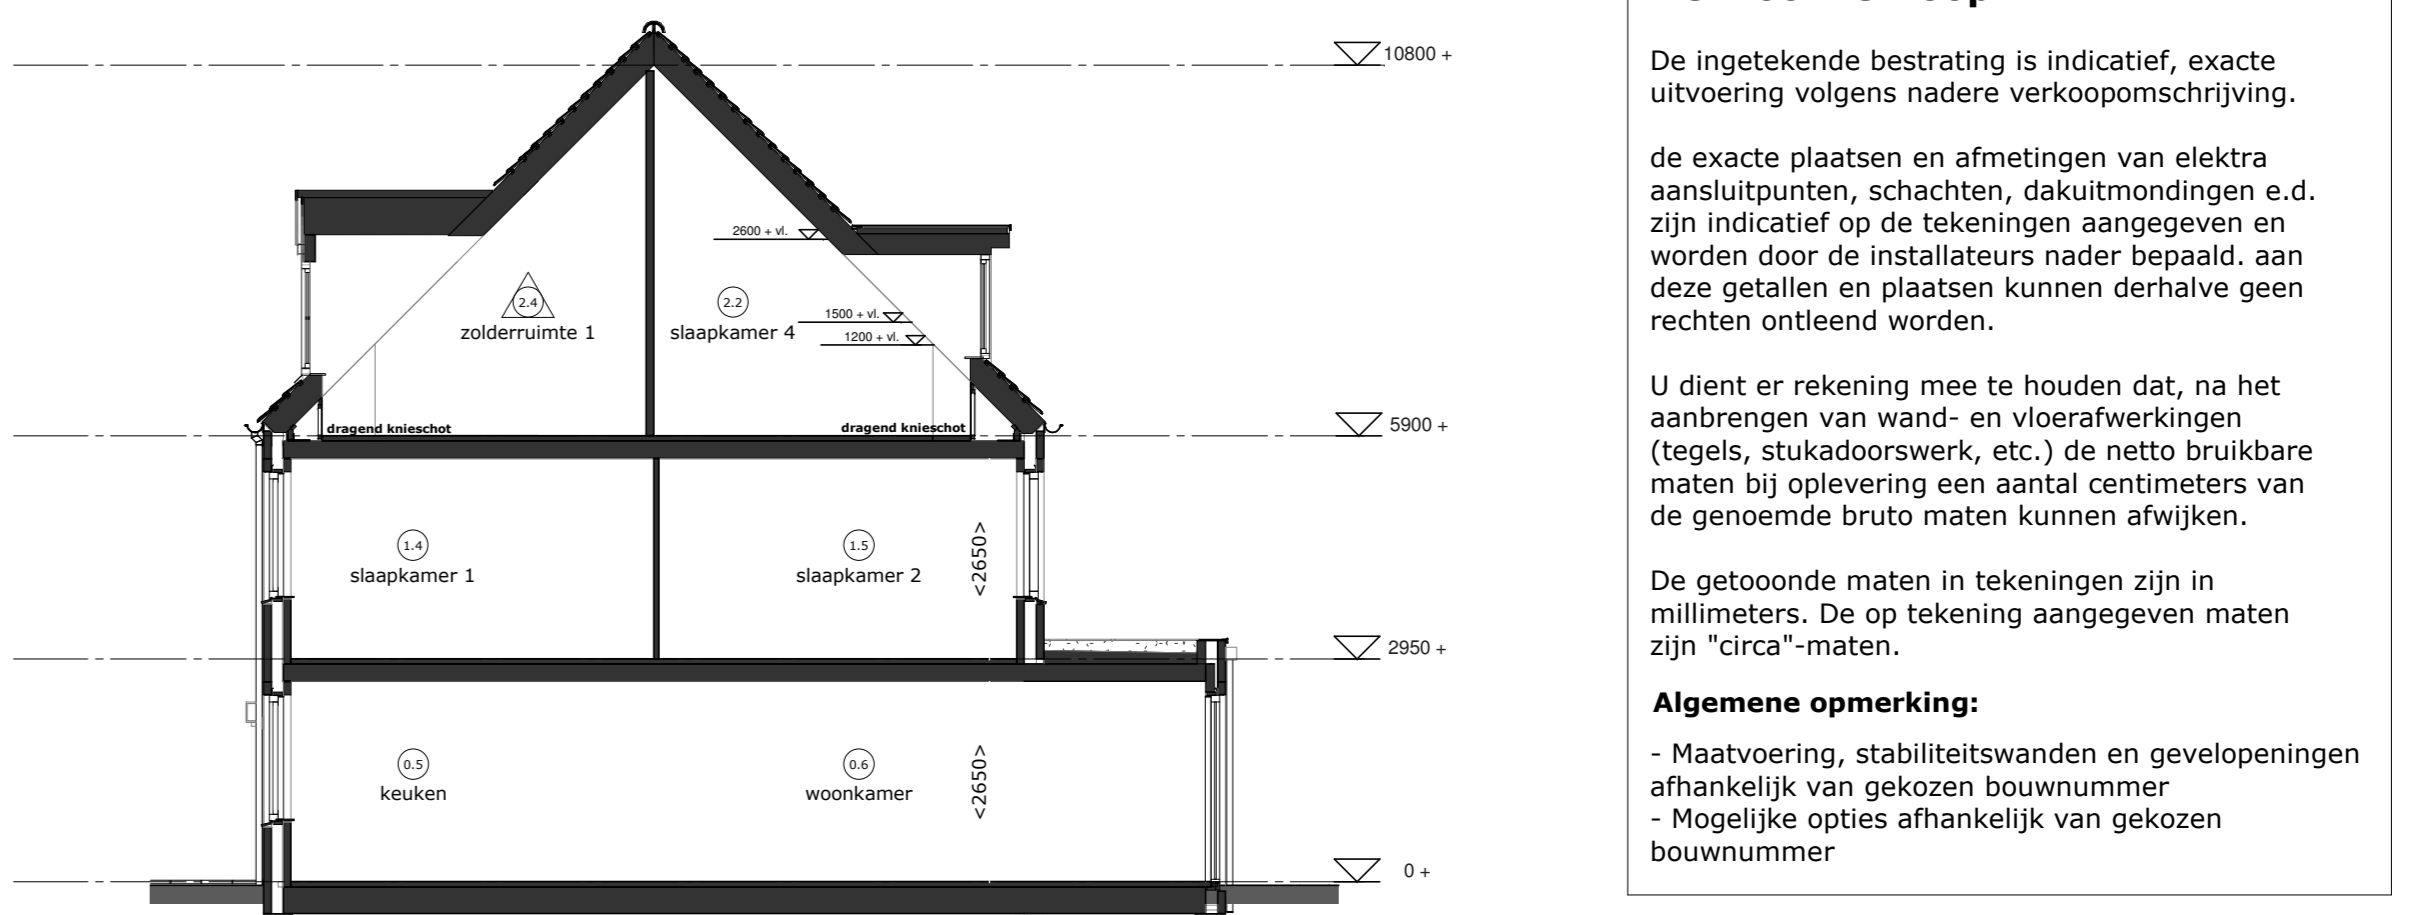 10800 +
2600 + vl.
2.4
zolderruimte 1
2.2
slaapkamer 4
1500 + vl.
1200 + vl.
dragend knieschot
dragend knieschot
5900 +
1.4
slaapkamer 1
1.5
slaapkamer 2
<2650>
2950 +
0.5
keuken
0.6
woonkamer
<2650>
0 +
De ingetekende bestrating is indicatief, exacte
uitvoering volgens nadere verkoopomschrijving.
de exacte plaatsen en afmetingen van elektra
aansluitpunten, schachten, dakuitmondingen e.d.
zijn indicatief op de tekeningen aangegeven en
worden door de installateurs nader bepaald. aan
deze getallen en plaatsen kunnen derhalve geen
rechten ontleend worden.
U dient er rekening mee te houden dat, na het
aanbrengen van wand- en vloerafwerkingen
(tegels, stukadoorswerk, etc.) de netto bruikbare
maten bij oplevering een aantal centimeters van
de genoemde bruto maten kunnen afwijken.
De getooonde maten in tekeningen zijn in
millimeters. De op tekening aangegeven maten
zijn "circa"-maten.
Algemene opmerking:
- Maatvoering, stabiliteitswanden en gevelopeningen
afhankelijk van gekozen bouwnummer
- Mogelijke opties afhankelijk van gekozen
bouwnummer